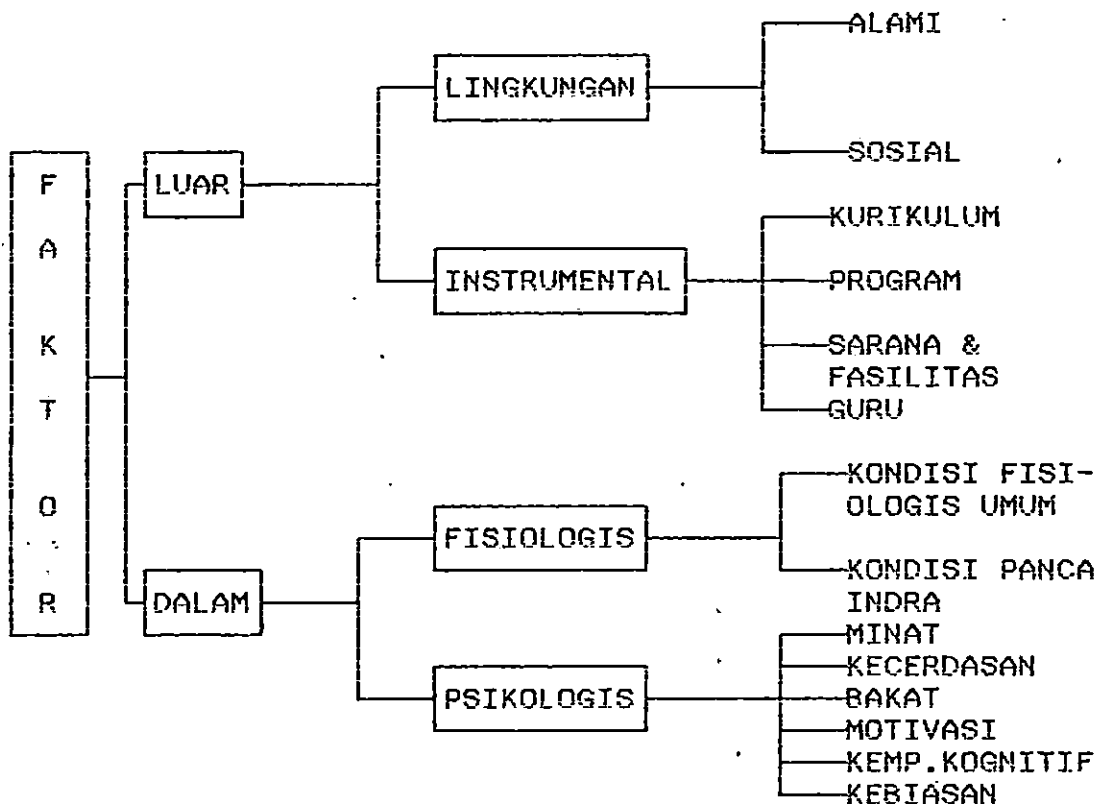 FAKTOR
LUAR
LINGKUNGAN
ALAMI
SOSIAL
INSTRUMENTAL
KURIKULUM
PROGRAM
SARANA &
FASILITAS
GURU
DALAM
FISIOLOGIS
KONDISI FISI-
OLOGIS UMUM
KONDISI PANCA
INDRA
PSIKOLOGIS
MINAT
KECERDASAN
BAKAT
MOTIVASI
KEMP.KOGNITIF
KEBIASAN